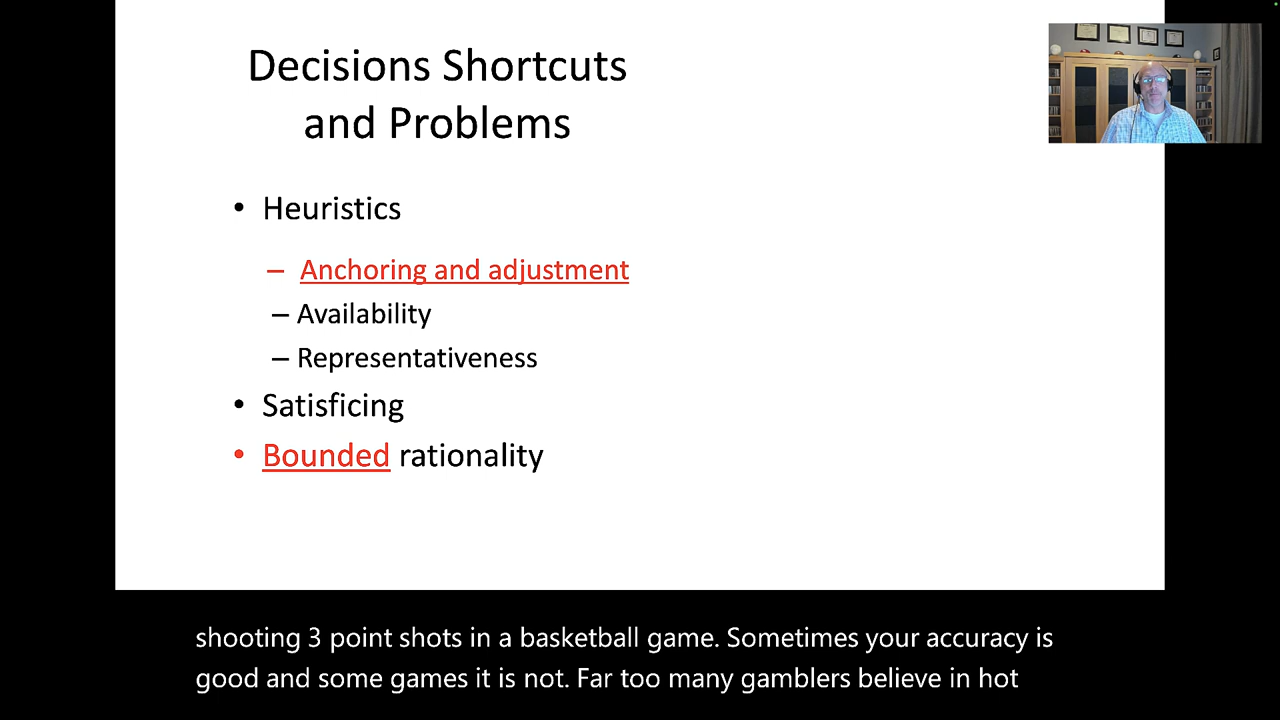 Decisions Shortcuts
and Problems
• Heuristics
– Anchoring and adjustment
– Availability
– Representativeness
• Satisficing
• Bounded rationality
shooting 3 point shots in a basketball game. Sometimes your accuracy is
good and some games it is not. Far too many gamblers believe in hot